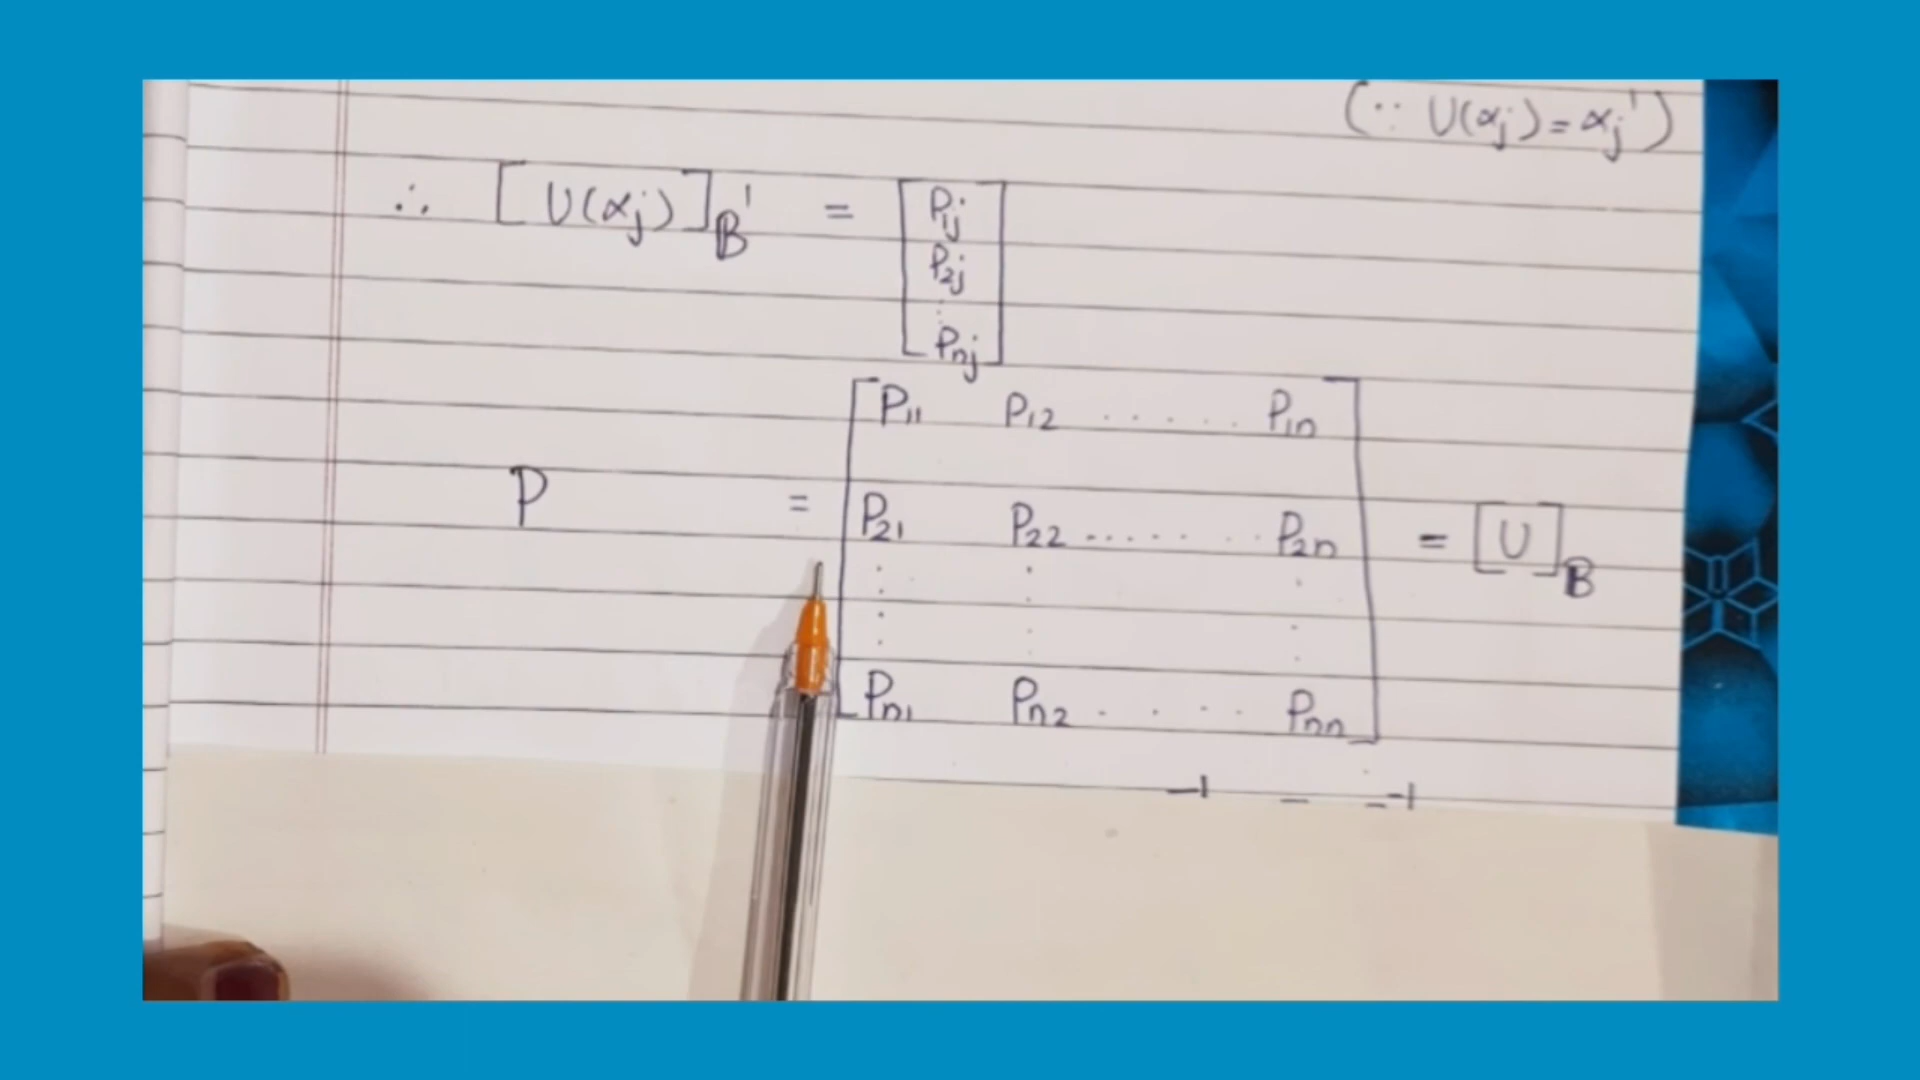 (∵ U(αj) = αj')
∴ [U(αj)]B' = [P1j P2j ⋮ Pnj]
P11 P12 ..... P1n
P = P21 P22 ....... P2n = [U]B
Pn1 Pn2 ..... Pnn